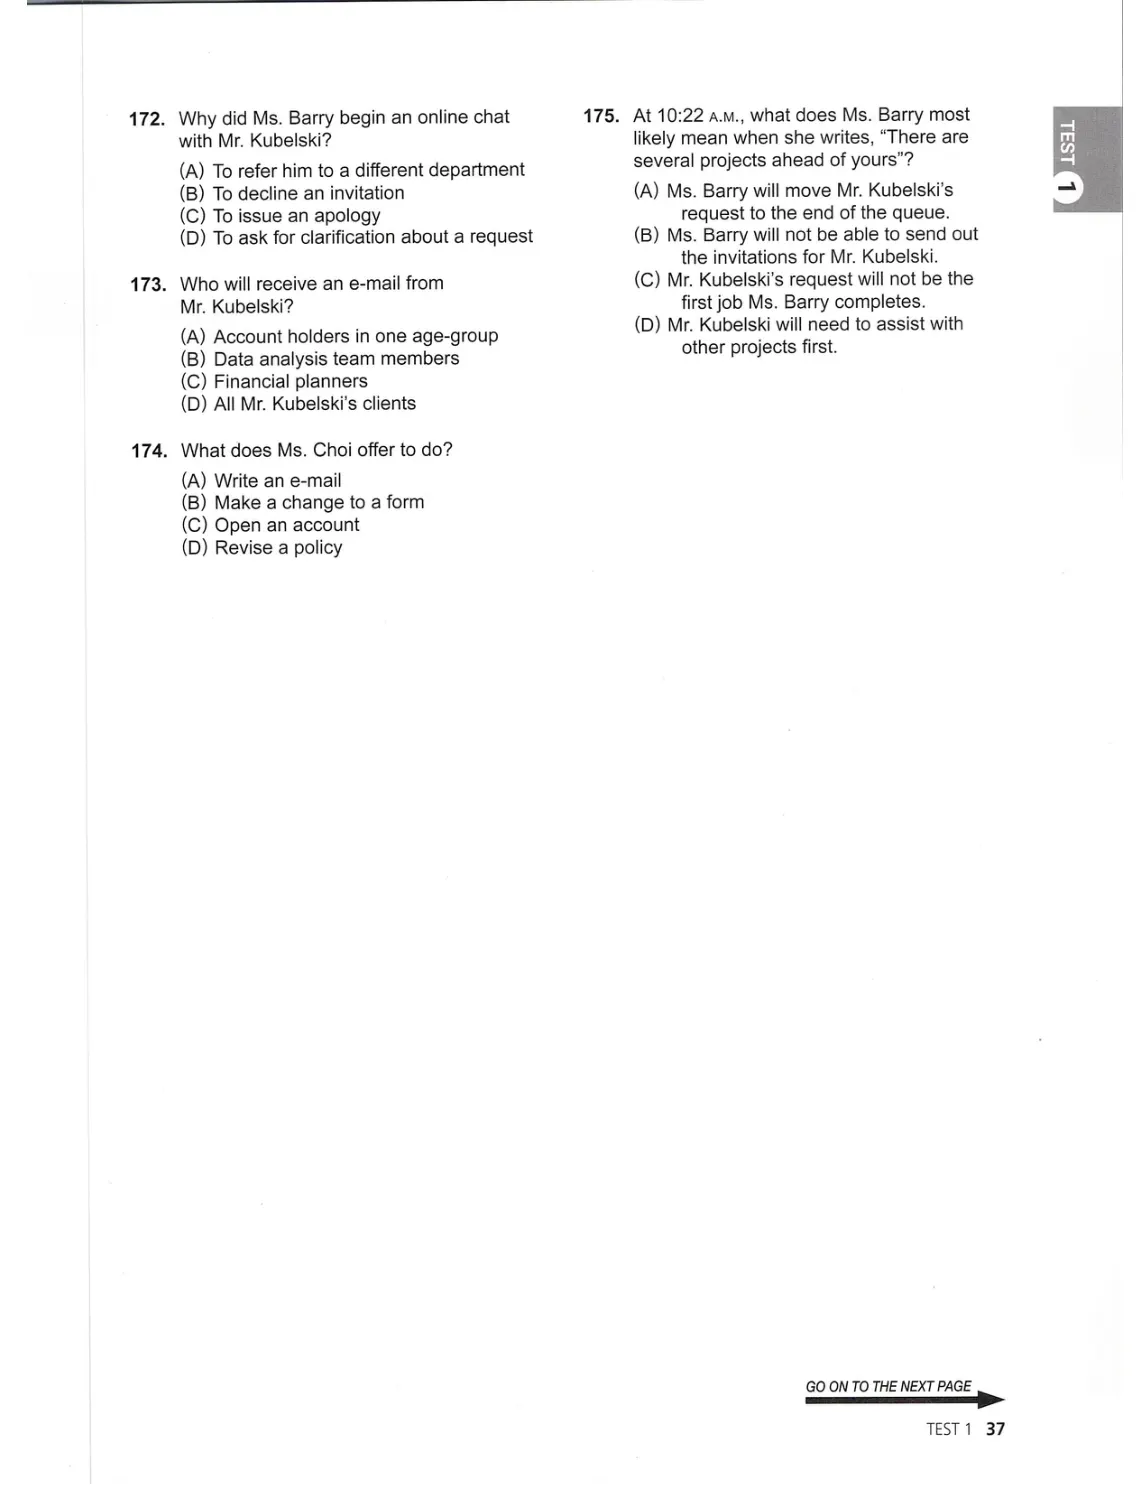 172. Why did Ms. Barry begin an online chat
with Mr. Kubelski?
(A) To refer him to a different department
(B) To decline an invitation
(C) To issue an apology
(D) To ask for clarification about a request
173. Who will receive an e-mail from
Mr. Kubelski?
(A) Account holders in one age-group
(B) Data analysis team members
(C) Financial planners
(D) All Mr. Kubelski's clients
174. What does Ms. Choi offer to do?
(A) Write an e-mail
(B) Make a change to a form
(C) Open an account
(D) Revise a policy
175. At 10:22 A.M., what does Ms. Barry most
likely mean when she writes, “There are
several projects ahead of yours”?
(A) Ms. Barry will move Mr. Kubelski's
request to the end of the queue.
(B) Ms. Barry will not be able to send out
the invitations for Mr. Kubelski.
(C) Mr. Kubelski's request will not be the
first job Ms. Barry completes.
(D) Mr. Kubelski will need to assist with
other projects first.
TEST 1
GO ON TO THE NEXT PAGE
TEST 1 37